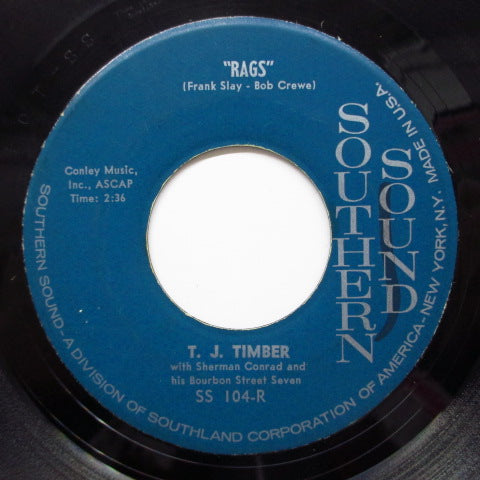 "RAGS"
(Frank Slay - Bob Crewe)
Conley Music,
Inc., ASCAP
Time: 2:36
SOUTHERN
SOUND
T. J. TIMBER
with Sherman Conrad and
his Bourbon Street Seven
SS 104-R
SOUTHERN SOUND-A DIVISION OF SOUTHLAND CORPORATION OF AMERICA-NEW YORK, N.Y. MADE IN U.S.A.